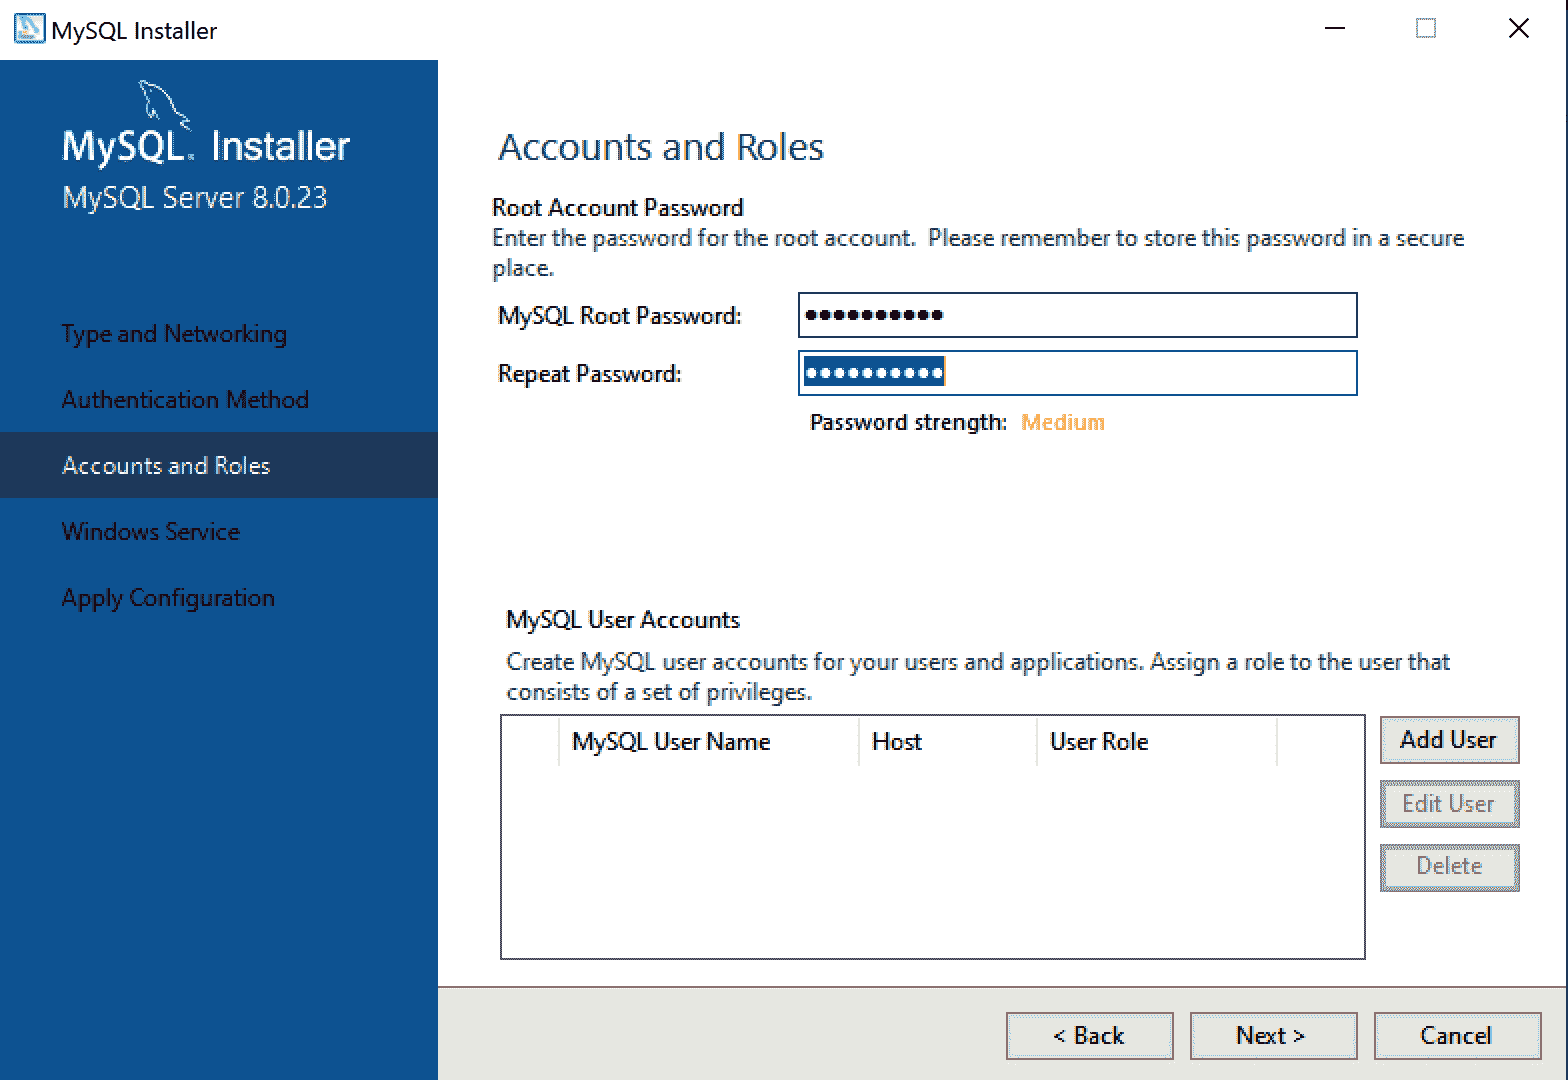 MySQL Installer
MySQL Installer
MySQL Server 8.0.23
Type and Networking
Authentication Method
Accounts and Roles
Windows Service
Apply Configuration
Accounts and Roles
Root Account Password
Enter the password for the root account.  Please remember to store this password in a secure
place.
MySQL Root Password: ●●●●●●●●●●
Repeat Password: ●●●●●●●●●●
Password strength: Medium
MySQL User Accounts
Create MySQL user accounts for your users and applications. Assign a role to the user that
consists of a set of privileges.
MySQL User Name Host User Role
Add User
Edit User
Delete
< Back Next > Cancel